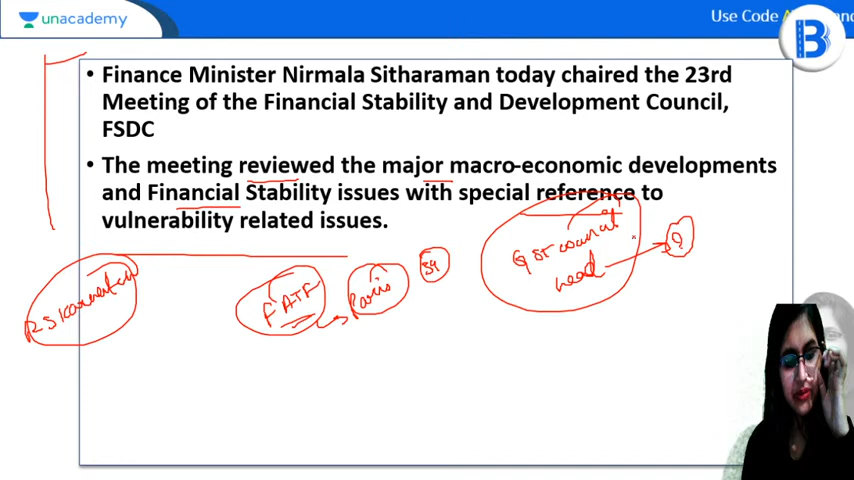 unacademy
Use Code
B
• Finance Minister Nirmala Sitharaman today chaired the 23rd
Meeting of the Financial Stability and Development Council,
FSDC
• The meeting reviewed the major macro-economic developments
and Financial Stability issues with special reference to
vulnerability related issues.
GST council
head
?
FATF
Paris
39